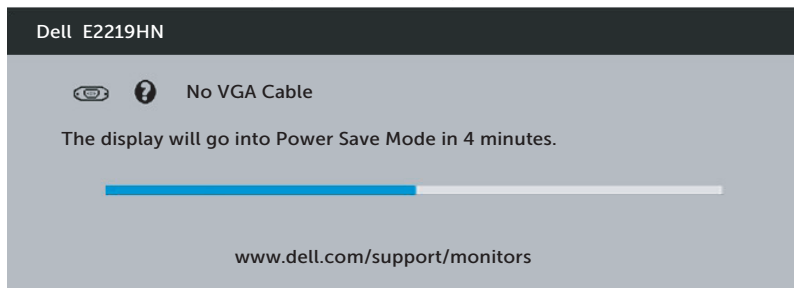 Dell E2219HN
No VGA Cable
The display will go into Power Save Mode in 4 minutes.
www.dell.com/support/monitors